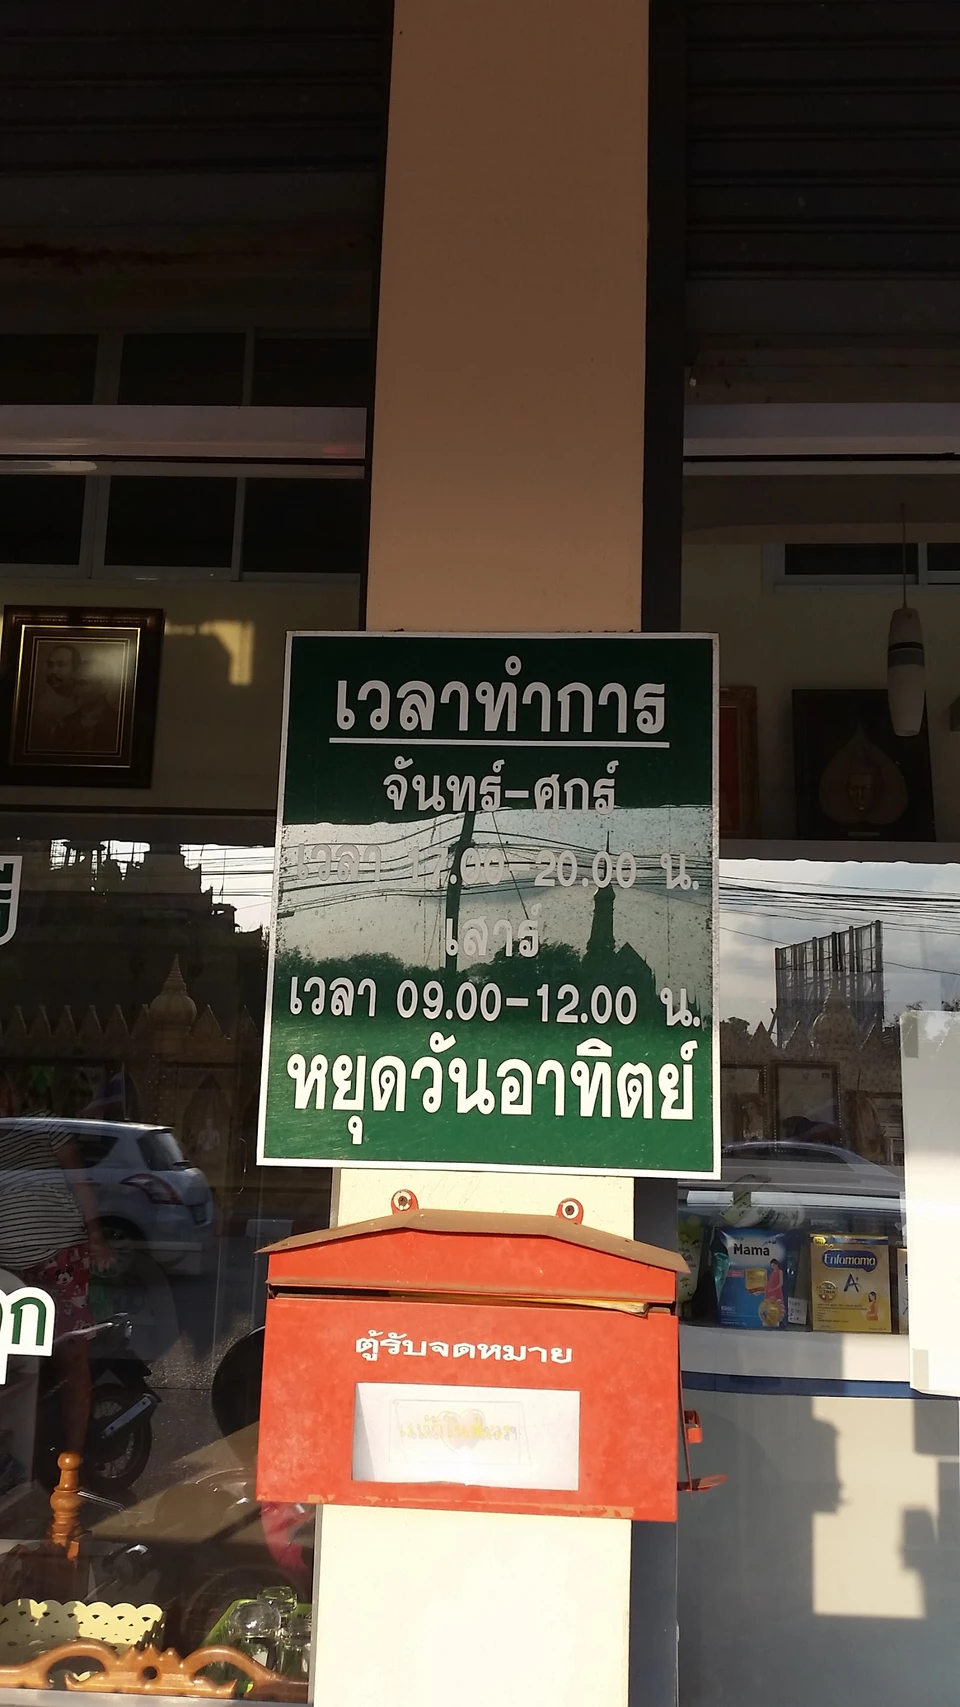 เวลาทำการ
จันทร์-ศุกร์
เวลา 17.00-20.00 น.
เสาร์
เวลา 09.00-12.00 น.
หยุดวันอาทิตย์
Mama
Enfamama
A+
ตู้รับจดหมาย